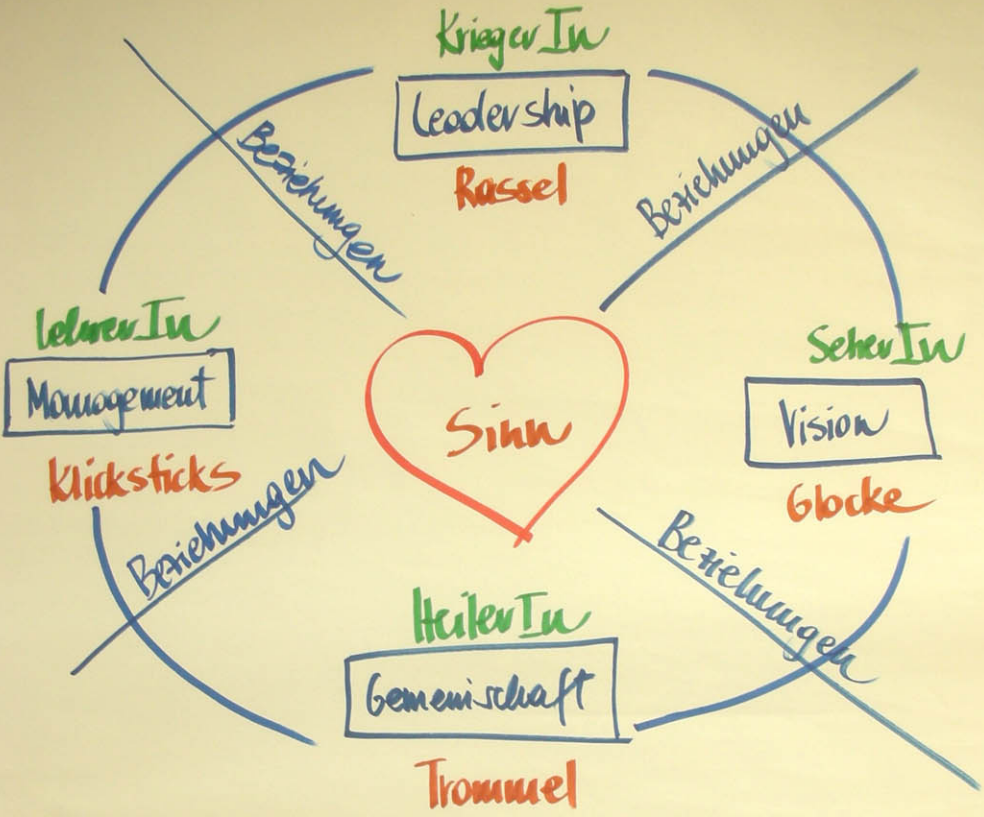 KriegerIn
Leadership
Rassel
Beziehungen
Beziehungen
LehrerIn
Management
Klicksticks
Sinn
SeherIn
Vision
Glocke
Beziehungen
Beziehungen
HeilerIn
Gemeinschaft
Trommel